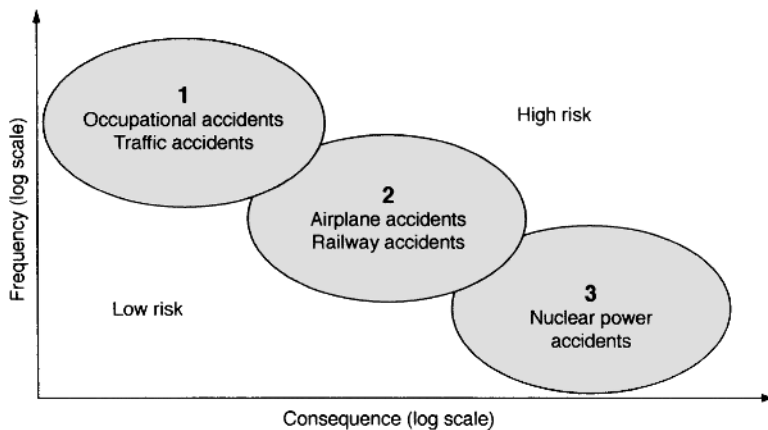 Frequency (log scale)
1
Occupational accidents
Traffic accidents
High risk
2
Airplane accidents
Railway accidents
Low risk
3
Nuclear power
accidents
Consequence (log scale)